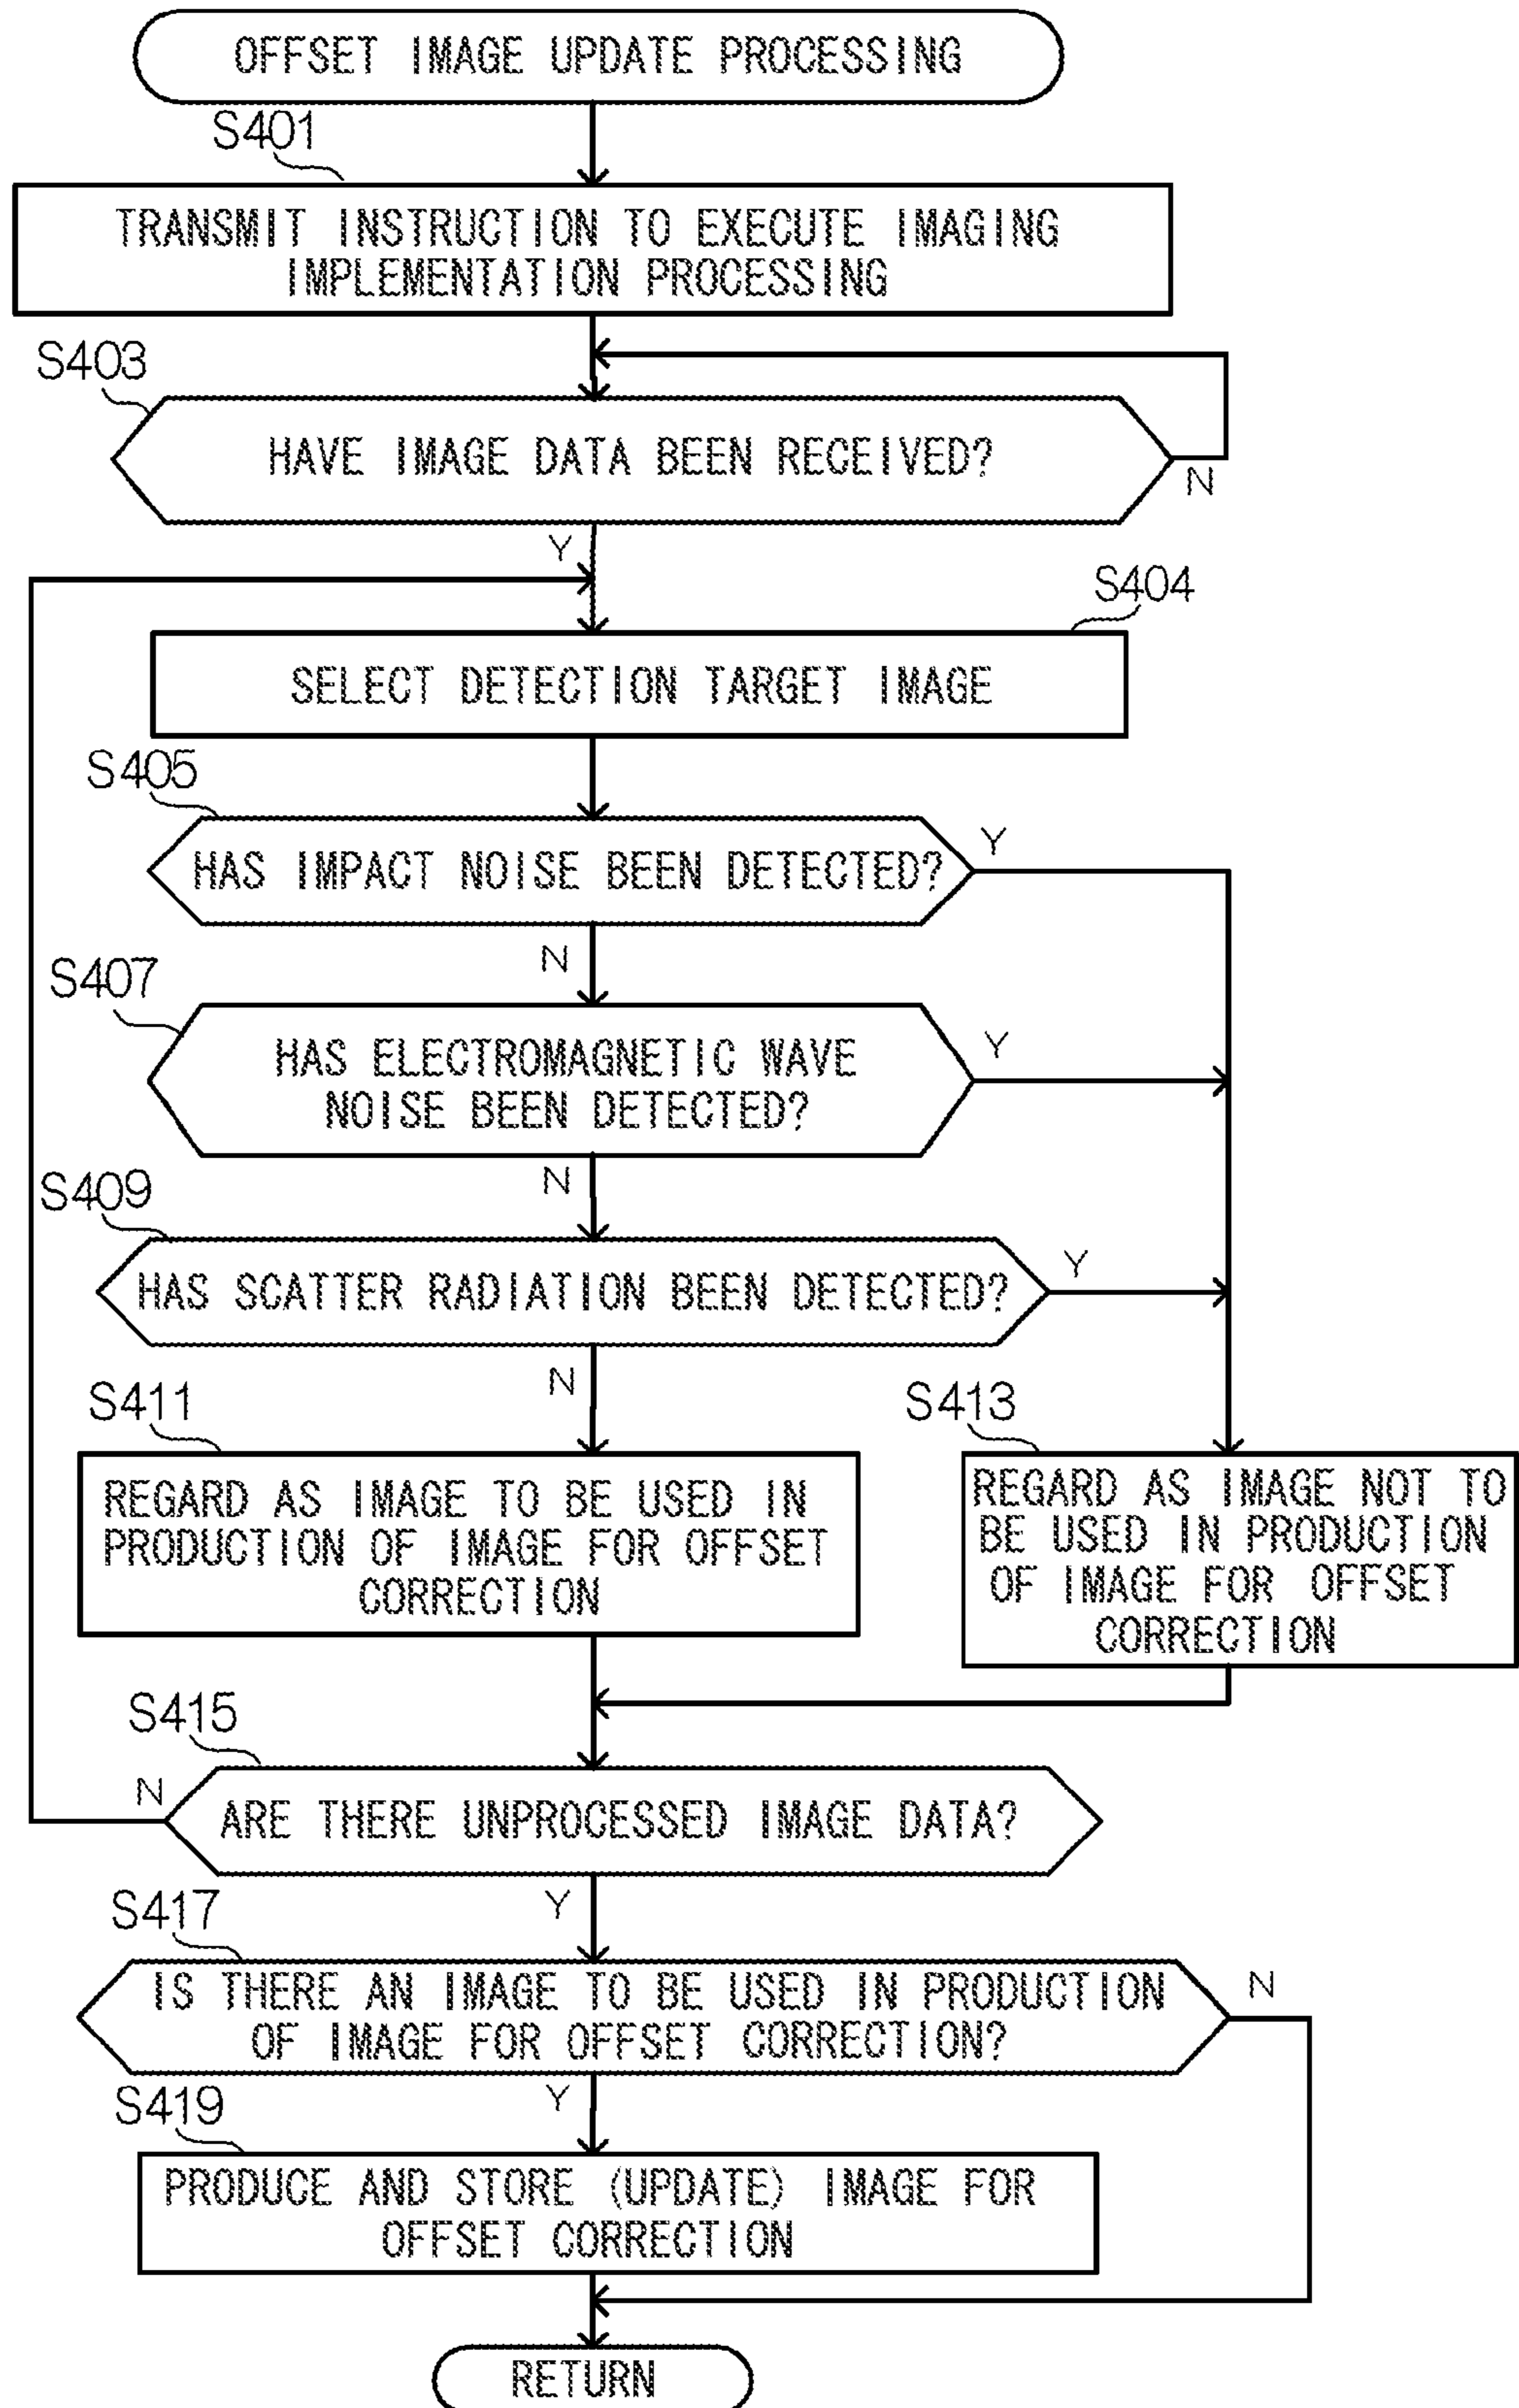 OFFSET IMAGE UPDATE PROCESSING
S401
TRANSMIT INSTRUCTION TO EXECUTE IMAGING
IMPLEMENTATION PROCESSING
S403
HAVE IMAGE DATA BEEN RECEIVED?
N
Y
S404
SELECT DETECTION TARGET IMAGE
S405
HAS IMPACT NOISE BEEN DETECTED?
Y
N
S407
HAS ELECTROMAGNETIC WAVE
NOISE BEEN DETECTED?
Y
N
S409
HAS SCATTER RADIATION BEEN DETECTED?
Y
N
S411
REGARD AS IMAGE TO BE USED IN
PRODUCTION OF IMAGE FOR OFFSET
CORRECTION
S413
REGARD AS IMAGE NOT TO
BE USED IN PRODUCTION
OF IMAGE FOR OFFSET
CORRECTION
S415
N
ARE THERE UNPROCESSED IMAGE DATA?
Y
S417
IS THERE AN IMAGE TO BE USED IN PRODUCTION
OF IMAGE FOR OFFSET CORRECTION?
N
Y
S419
PRODUCE AND STORE (UPDATE) IMAGE FOR
OFFSET CORRECTION
RETURN